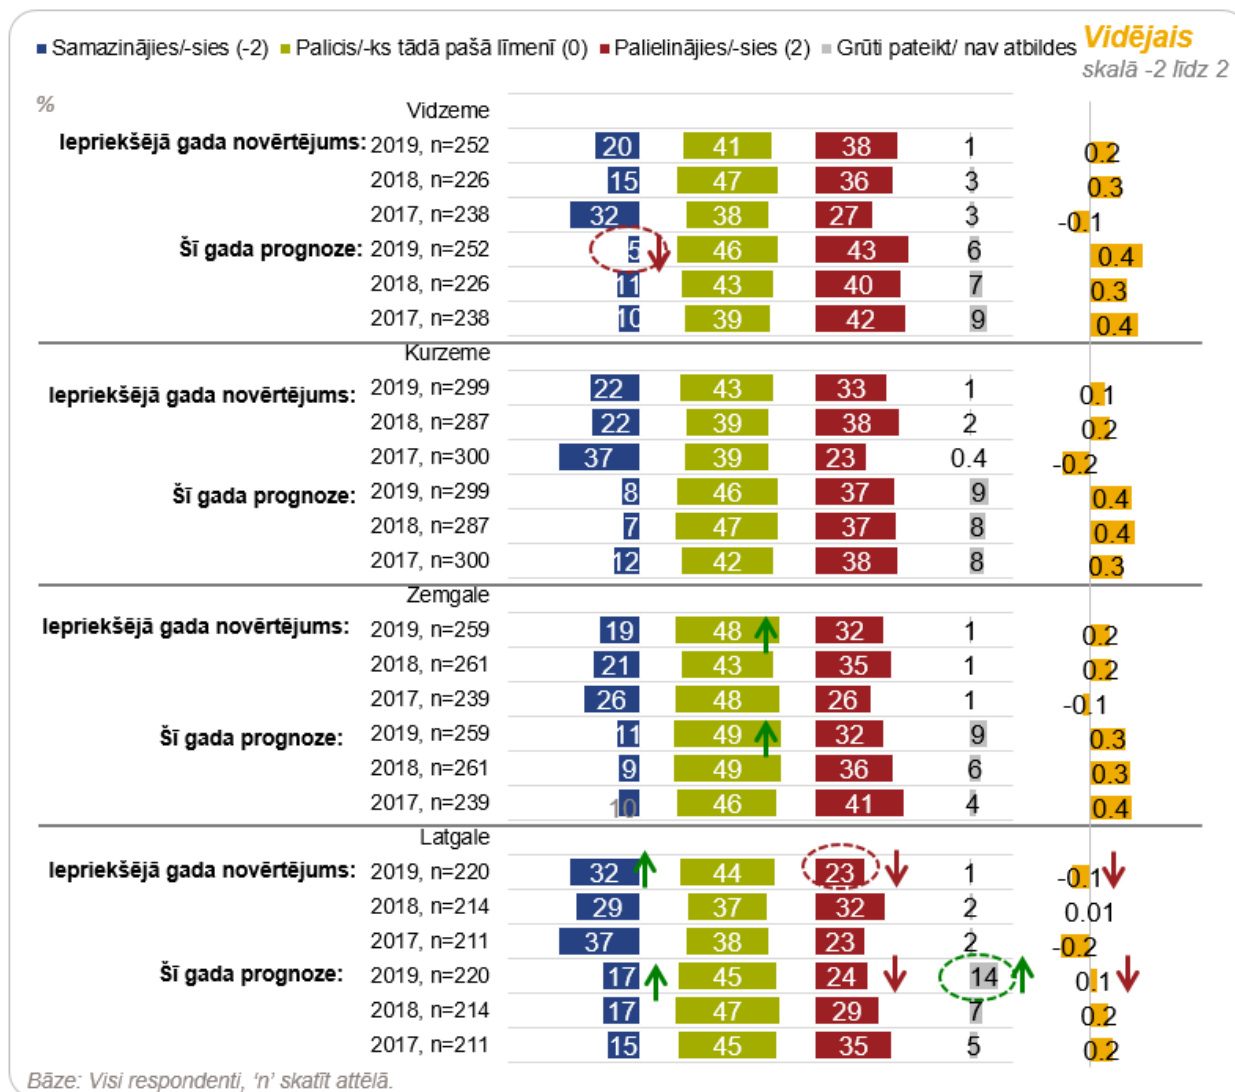 Samazinājies/-sies (-2) Palicis/-ks tādā pašā līmenī (0) Palielinājies/-sies (2) Grūti pateikt/ nav atbildes Vidējais
skalā -2 līdz 2
%
Vidzeme
Iepriekšējā gada novērtējums: 2019, n=252 20 41 38 1 0.2
2018, n=226 15 47 36 3 0.3
2017, n=238 32 38 27 3 -0.1
Šī gada prognoze: 2019, n=252 5 46 43 6 0.4
2018, n=226 11 43 40 7 0.3
2017, n=238 10 39 42 9 0.4
Kurzeme
Iepriekšējā gada novērtējums: 2019, n=299 22 43 33 1 0.1
2018, n=287 22 39 38 2 0.2
2017, n=300 37 39 23 0.4 -0.2
Šī gada prognoze: 2019, n=299 8 46 37 9 0.4
2018, n=287 7 47 37 8 0.4
2017, n=300 12 42 38 8 0.3
Zemgale
Iepriekšējā gada novērtējums: 2019, n=259 19 48 32 1 0.2
2018, n=261 21 43 35 1 0.2
2017, n=239 26 48 26 1 -0.1
Šī gada prognoze: 2019, n=259 11 49 32 9 0.3
2018, n=261 9 49 36 6 0.3
2017, n=239 10 46 41 4 0.4
Latgale
Iepriekšējā gada novērtējums: 2019, n=220 32 44 23 1 -0.1
2018, n=214 29 37 32 2 0.01
2017, n=211 37 38 23 2 -0.2
Šī gada prognoze: 2019, n=220 17 45 24 14 0.1
2018, n=214 17 47 29 7 0.2
2017, n=211 15 45 35 5 0.2
Bāze: Visi respondenti, ‘n’ skatīt attēlā.